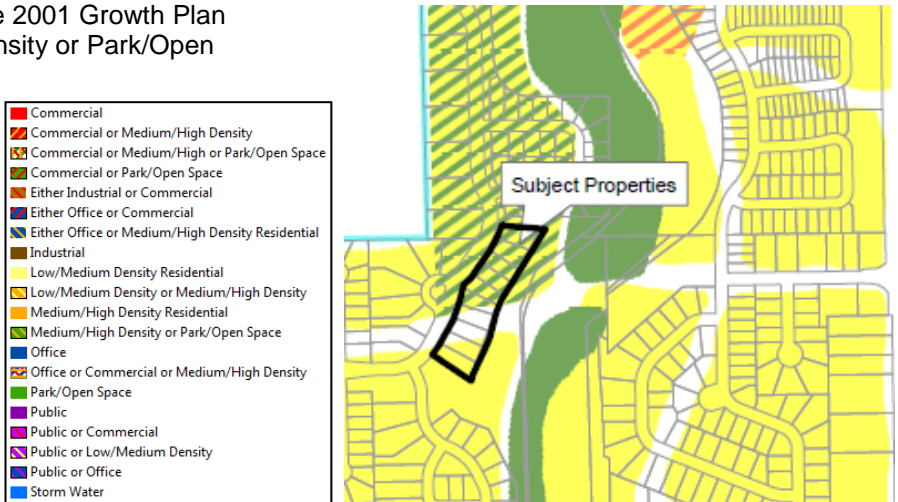 e 2001 Growth Plan
nsity or Park/Open
Commercial
Commercial or Medium/High Density
Commercial or Medium/High or Park/Open Space
Commercial or Park/Open Space
Either Industrial or Commercial
Either Office or Commercial
Either Office or Medium/High Density Residential
Industrial
Low/Medium Density Residential
Low/Medium Density or Medium/High Density
Medium/High Density Residential
Medium/High Density or Park/Open Space
Office
Office or Commercial or Medium/High Density
Park/Open Space
Public
Public or Commercial
Public or Low/Medium Density
Public or Office
Storm Water
Subject Properties